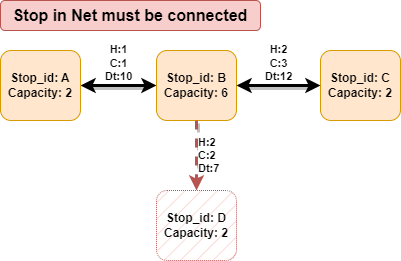 Stop in Net must be connected
H:1
C:1
Dt:10
H:2
C:3
Dt:12
Stop_id: A
Capacity: 2
Stop_id: B
Capacity: 6
Stop_id: C
Capacity: 2
H:2
C:2
Dt:7
Stop_id: D
Capacity: 2